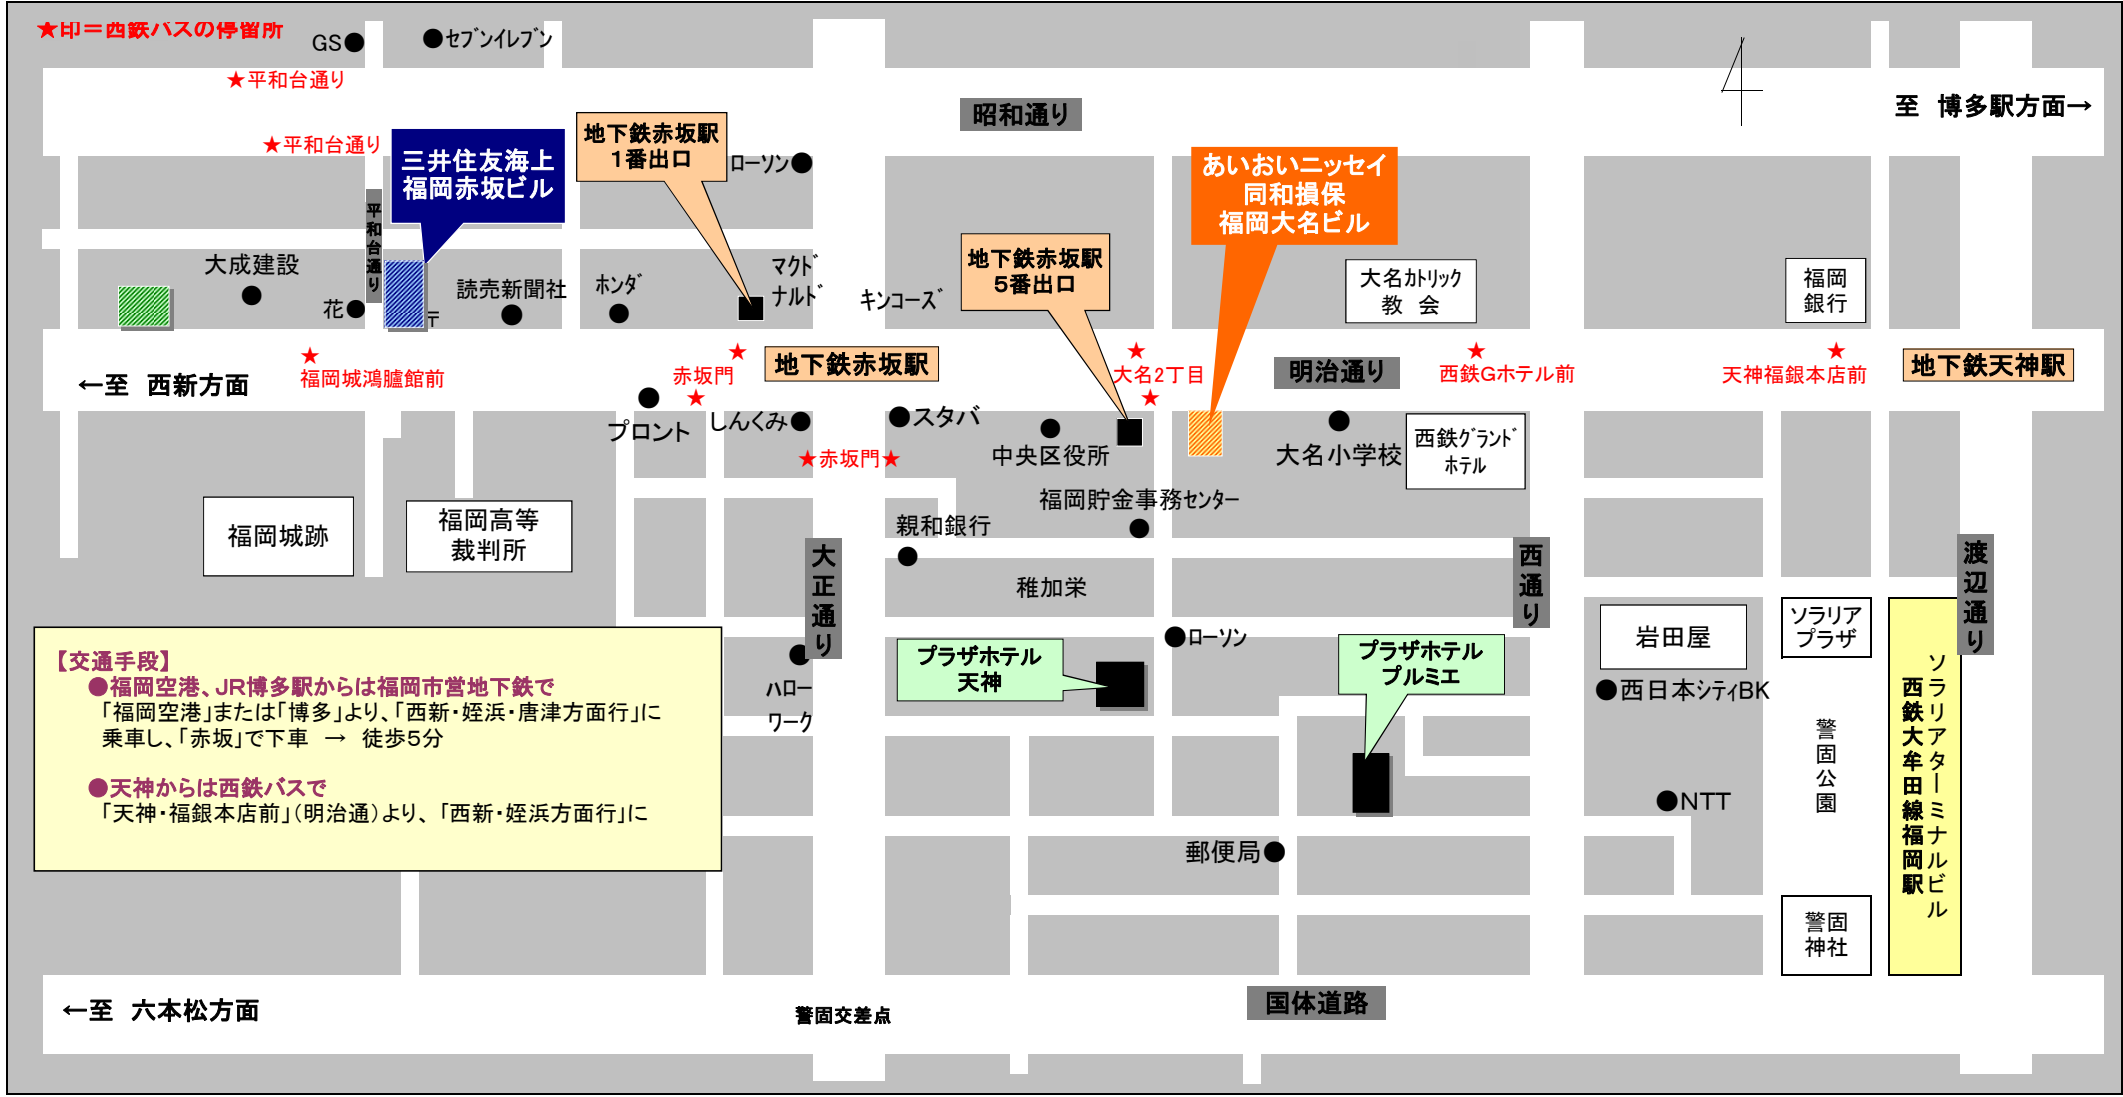 ★印＝西鉄バスの停留所
GS●
●セブンイレブン
★平和台通り
昭和通り
至　博多駅方面→
★平和台通り
三井住友海上
福岡赤坂ビル
地下鉄赤坂駅
1番出口
ローソン●
あいおいニッセイ
同和損保
福岡大名ビル
平和台通り
大成建設
花●
〒
読売新聞社
ホンダ
マクド
ナルド
キンコーズ
地下鉄赤坂駅
5番出口
大名カトリック
教　会
福岡
銀行
←至　西新方面
★
福岡城鴻臚館前
★
赤坂門
★
地下鉄赤坂駅
★
大名2丁目
★
明治通り
★
西鉄Gホテル前
★
天神福銀本店前
地下鉄天神駅
プロント
しんくみ●
●スタバ
★赤坂門★
中央区役所
大名小学校
西鉄グランド
ホテル
福岡城跡
福岡高等
裁判所
福岡貯金事務センター
親和銀行
大正通り
稚加栄
西通り
渡辺通り
●ローソン
プラザホテル
天神
プラザホテル
プルミエ
岩田屋
ソラリア
プラザ
ハロー
ワーク
●西日本シティBK
警固公園
ソラリアターミナルビル
西鉄大牟田線福岡駅
●NTT
郵便局●
警固
神社
【交通手段】
●福岡空港、JR博多駅からは福岡市営地下鉄で
「福岡空港」または「博多」より、「西新・姪浜・唐津方面行」に
乗車し、「赤坂」で下車　→　徒歩5分
●天神からは西鉄バスで
「天神・福銀本店前」（明治通）より、「西新・姪浜方面行」に
←至　六本松方面
警固交差点
国体道路